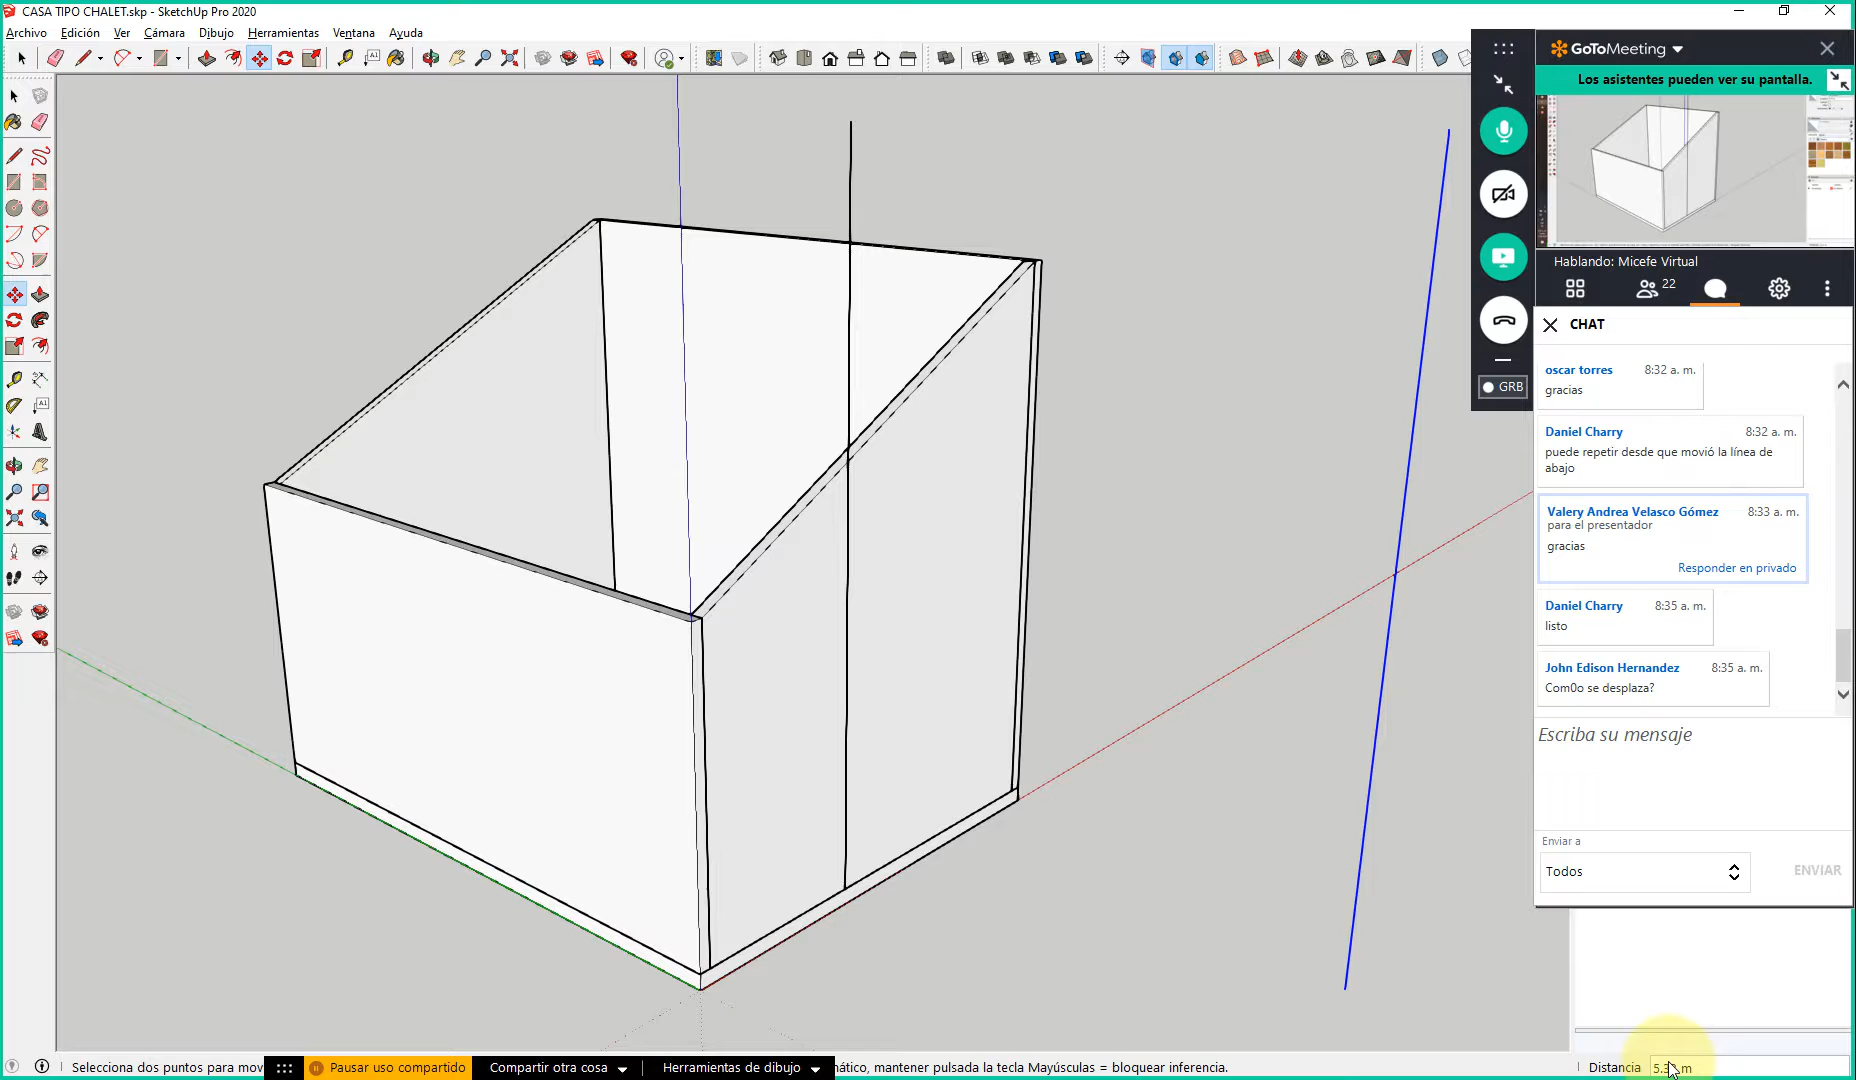 CASA TIPO CHALET.skp - SketchUp Pro 2020
Archivo Edición Ver Cámara Dibujo Herramientas Ventana Ayuda
GoToMeeting
Los asistentes pueden ver su pantalla.
Hablando: Micefe Virtual
22
CHAT
GRB
oscar torres 8:32 a. m.
gracias
Daniel Charry 8:32 a. m.
puede repetir desde que movió la línea de
abajo
Valery Andrea Velasco Gómez 8:33 a. m.
para el presentador
gracias
Responder en privado
Daniel Charry 8:35 a. m.
listo
John Edison Hernandez 8:35 a. m.
Com0o se desplaza?
Escriba su mensaje
Enviar a
Todos
ENVIAR
Selecciona dos puntos para mov
Pausar uso compartido
Compartir otra cosa
Herramientas de dibujo
ático, mantener pulsada la tecla Mayúsculas = bloquear inferencia.
Distancia